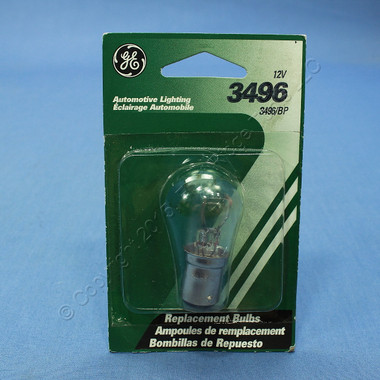 GE
12V
3496
3496/BP
Automotive Lighting
Éclairage Automobile
Replacement Bulbs
Ampoules de remplacement
Bombillas de Repuesto